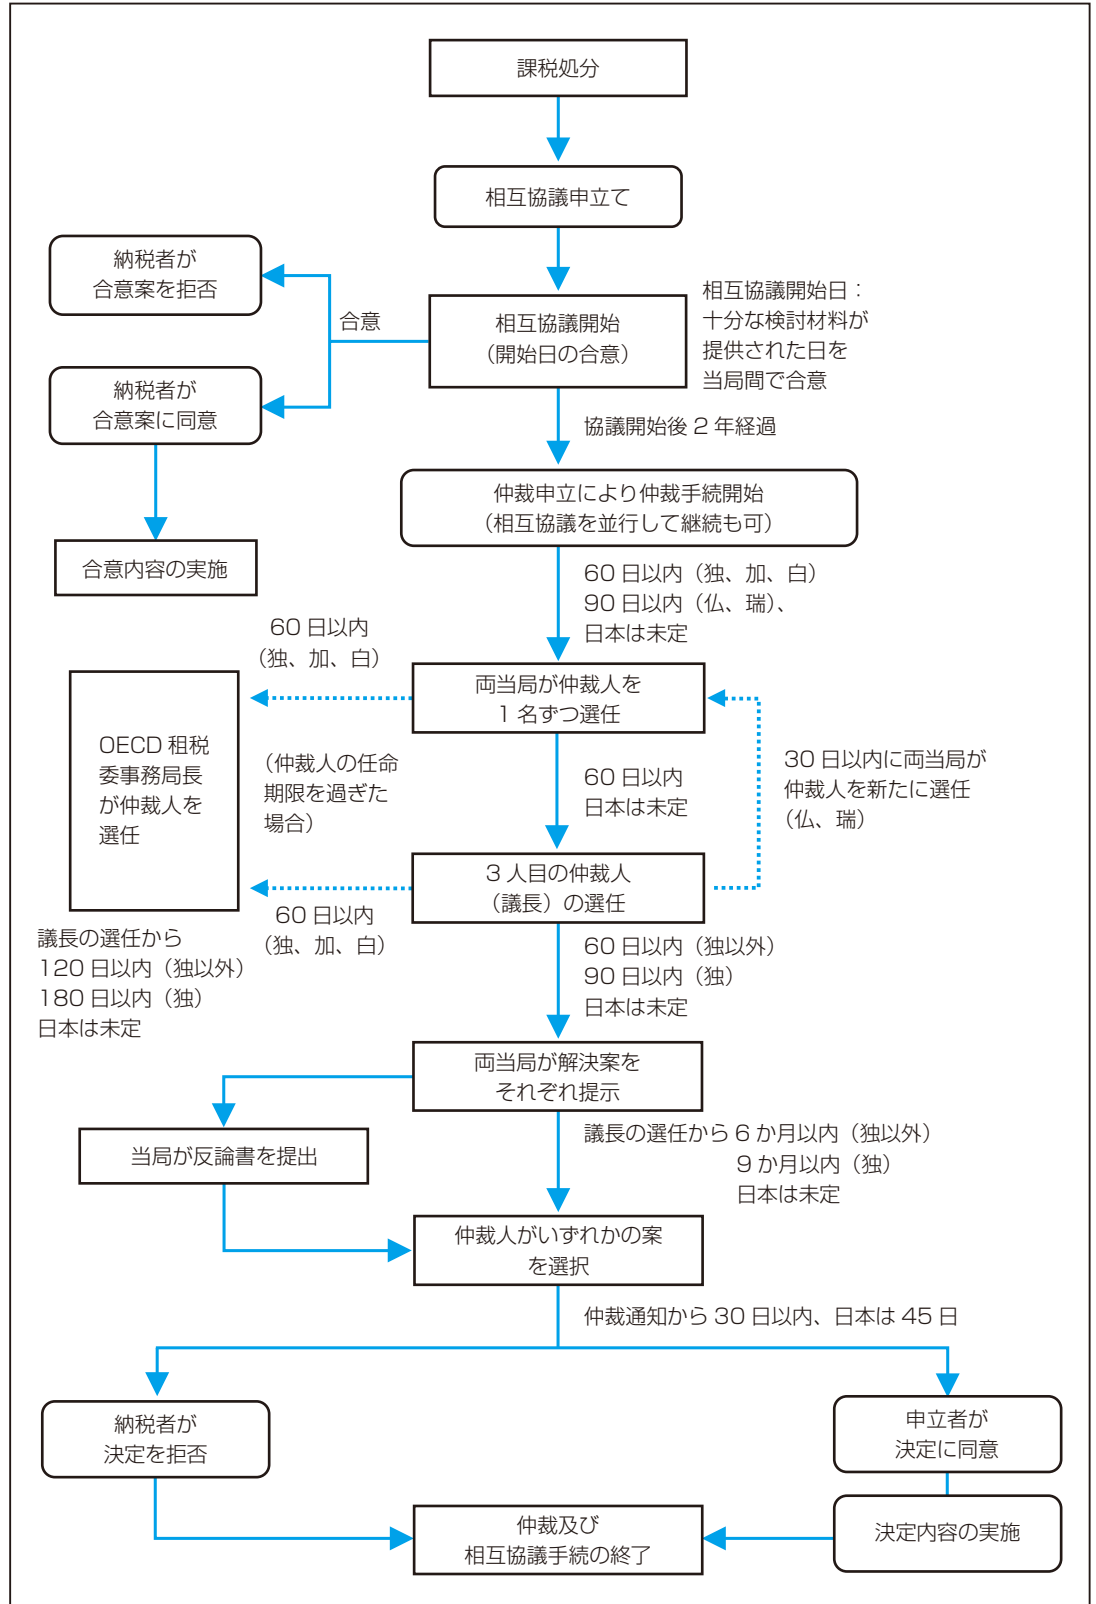 課税処分
相互協議申立て
納税者が
合意案を拒否
合意
相互協議開始
（開始日の合意）
相互協議開始日：
十分な検討材料が
提供された日を
当局間で合意
納税者が
合意案に同意
協議開始後 2 年経過
仲裁申立により仲裁手続開始
（相互協議を並行して継続も可）
合意内容の実施
60 日以内（独、加、白）
90 日以内（仏、瑞）、
日本は未定
60 日以内
（独、加、白）
両当局が仲裁人を
1 名ずつ選任
OECD 租税
委事務局長
が仲裁人を
選任
（仲裁人の任命
期限を過ぎた
場合）
60 日以内
日本は未定
30 日以内に両当局が
仲裁人を新たに選任
（仏、瑞）
3 人目の仲裁人
（議長）の選任
60 日以内
（独、加、白）
議長の選任から
120 日以内（独以外）
180 日以内（独）
日本は未定
60 日以内（独以外）
90 日以内（独）
日本は未定
両当局が解決案を
それぞれ提示
当局が反論書を提出
議長の選任から 6 か月以内（独以外）
9 か月以内（独）
日本は未定
仲裁人がいずれかの案
を選択
仲裁通知から 30 日以内、日本は 45 日
納税者が
決定を拒否
申立者が
決定に同意
仲裁及び
相互協議手続の終了
決定内容の実施